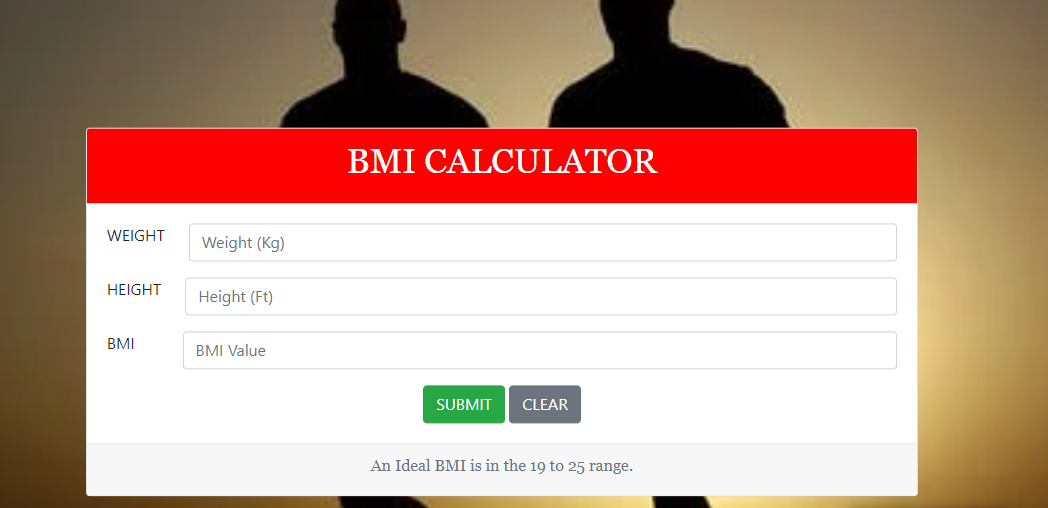 BMI CALCULATOR
WEIGHT Weight (Kg)
HEIGHT Height (Ft)
BMI BMI Value
SUBMIT CLEAR
An Ideal BMI is in the 19 to 25 range.